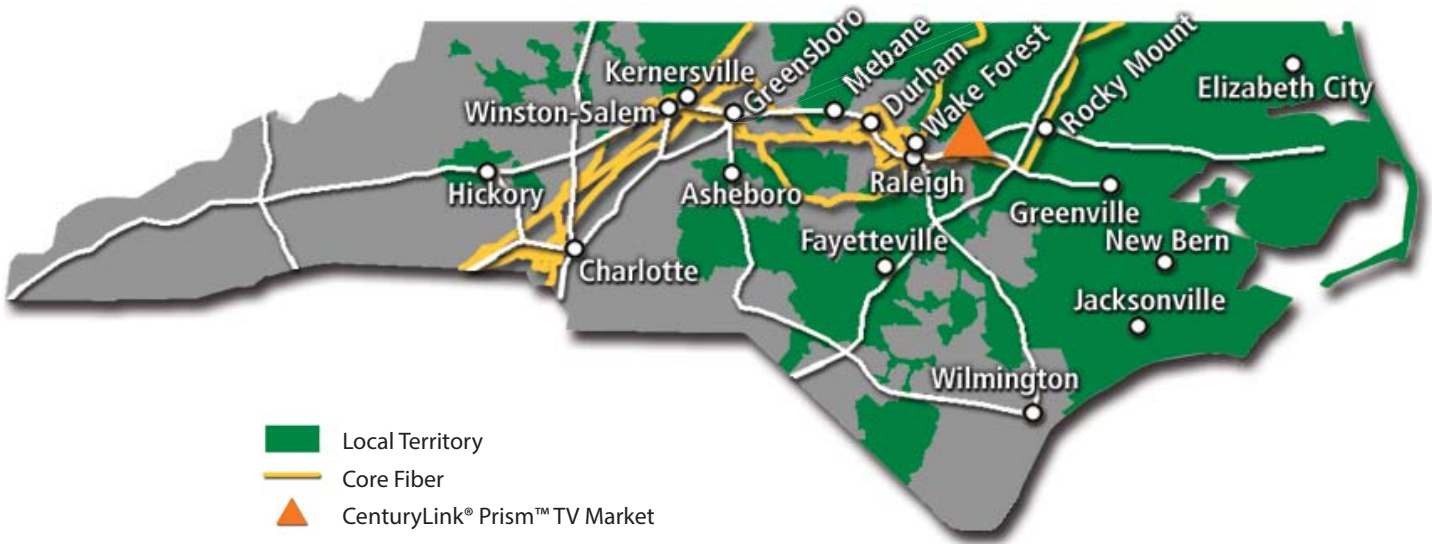 Kernersville
Greensboro
Mebane
Durham
Wake Forest
Rocky Mount
Elizabeth City
Winston-Salem
Hickory
Asheboro
Raleigh
Greenville
Fayetteville
New Bern
Charlotte
Jacksonville
Wilmington
Local Territory
Core Fiber
CenturyLink® Prism™ TV Market